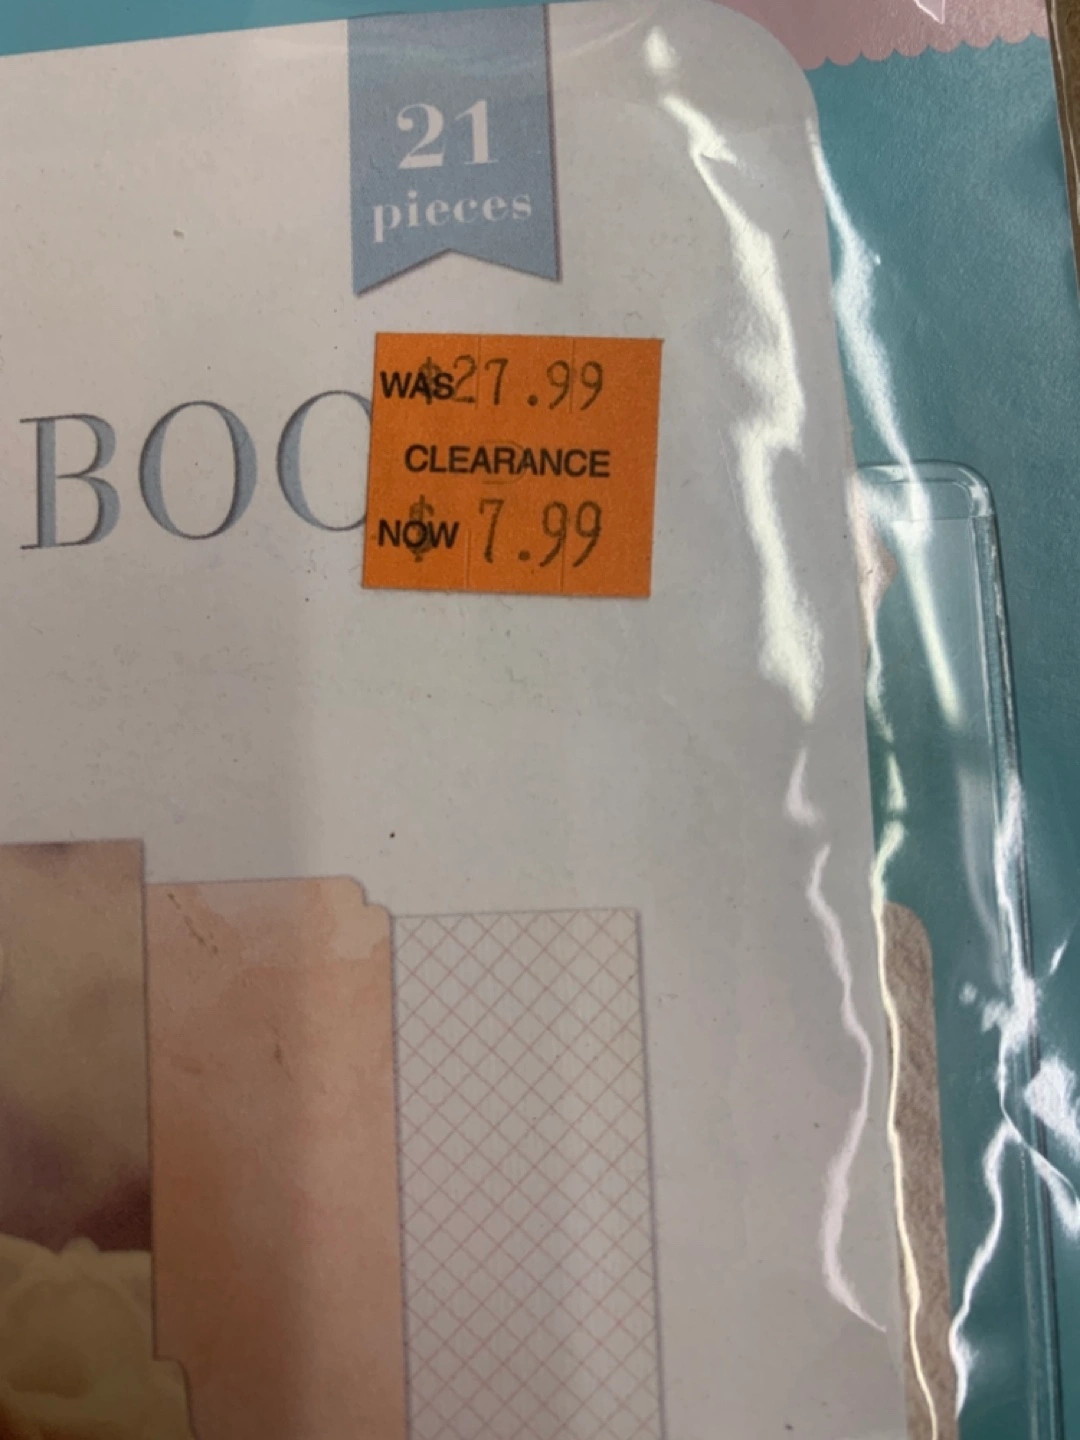 21
pieces
BOO
WAS $27.99
CLEARANCE
NOW $7.99